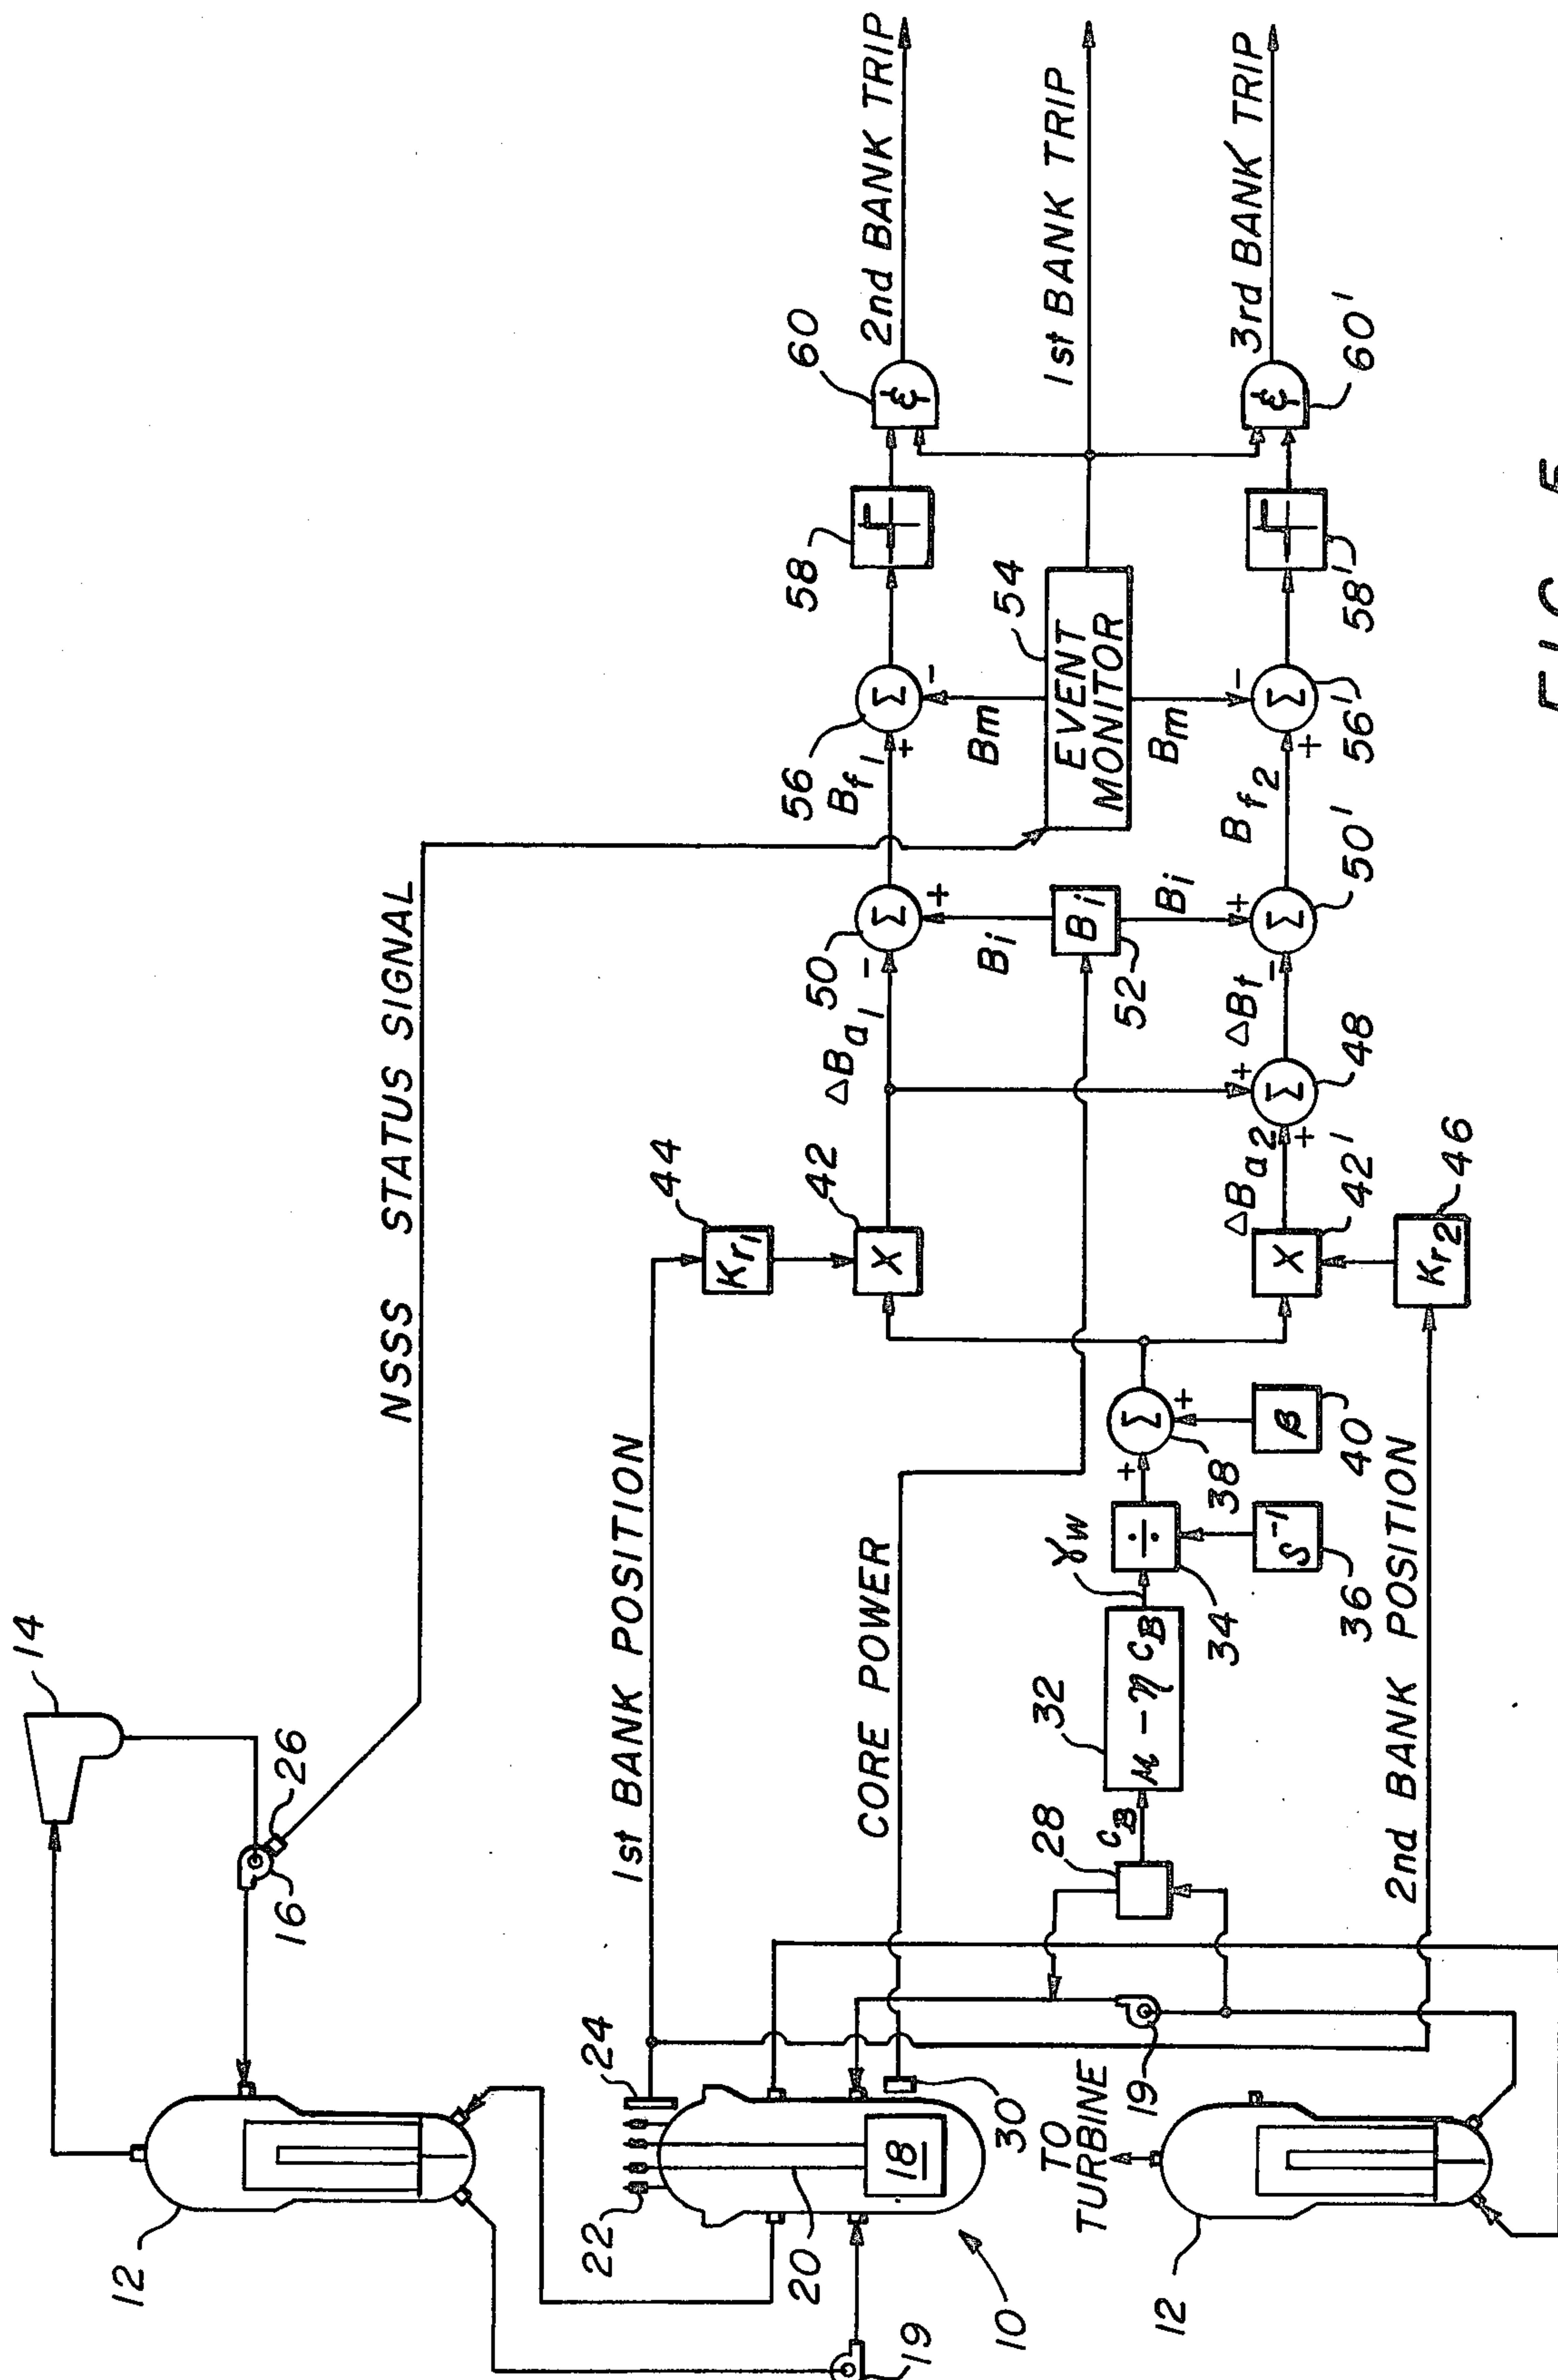 NSSS STATUS SIGNAL
14
26
16
12
1st BANK POSITION
44
Kr1
24
22
20
18
30
10
19
CORE POWER
42
X
ΔBa1
−
50
Σ
+
Bi
Bi
Bi
52
Bf1
+
56
Σ
−
Bm
EVENT
MONITOR
54
Bm
58
60
&
2nd BANK TRIP
1st BANK TRIP
3rd BANK TRIP
&
60'
58'
−
Σ
56'
+
Bf2
+
Σ
50'
−
ΔBt
+
Σ
48
+
ΔBa2
X
42'
Kr2
46
28
CB
32
μ − η CB
γw
÷
34
S⁻¹
36
+
Σ
38
+
β
40
2nd BANK POSITION
TO
TURBINE
19
12
FIG. 5